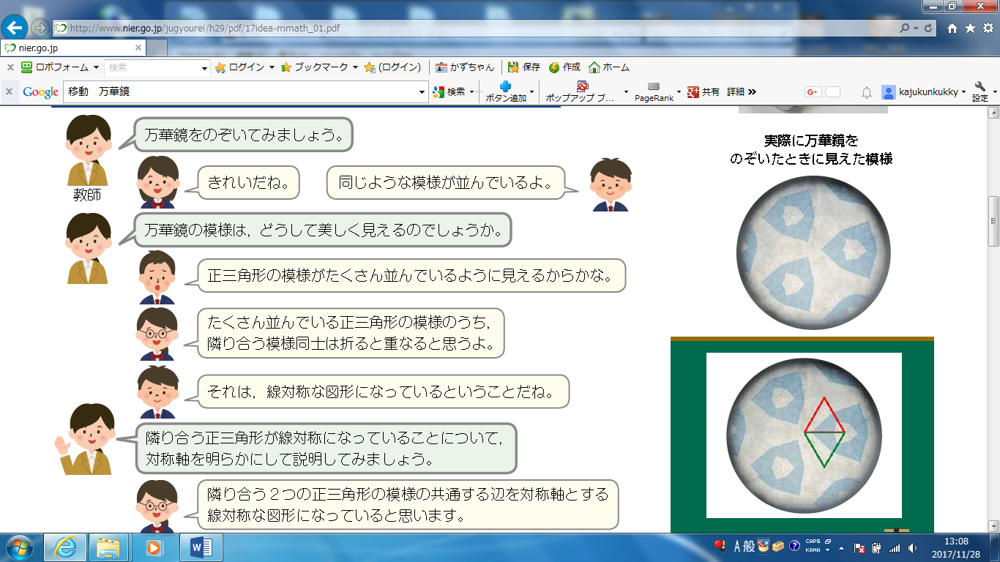 http://www.nier.go.jp/jugyourei/h29/pdf/17idea-mmath_01.pdf
nier.go.jp
ロボフォーム 検索 ログイン ブックマーク (ログイン) かずちゃん 保存 作成 ホーム
Google 移動　万華鏡 検索 ボタン追加 ポップアップ ブ... PageRank 共有 詳細 >> G+ kajukunkukky 設定
万華鏡をのぞいてみましょう。
教師
きれいだね。
同じような模様が並んでいるよ。
万華鏡の模様は，どうして美しく見えるのでしょうか。
正三角形の模様がたくさん並んでいるように見えるからかな。
たくさん並んでいる正三角形の模様のうち，
隣り合う模様同士は折ると重なると思うよ。
それは，線対称な図形になっているということだね。
隣り合う正三角形が線対称になっていることについて，
対称軸を明らかにして説明してみましょう。
隣り合う２つの正三角形の模様の共通する辺を対称軸とする
線対称な図形になっていると思います。
実際に万華鏡を
のぞいたときに見えた模様
A 般 CAPS KANA
13:08
2017/11/28